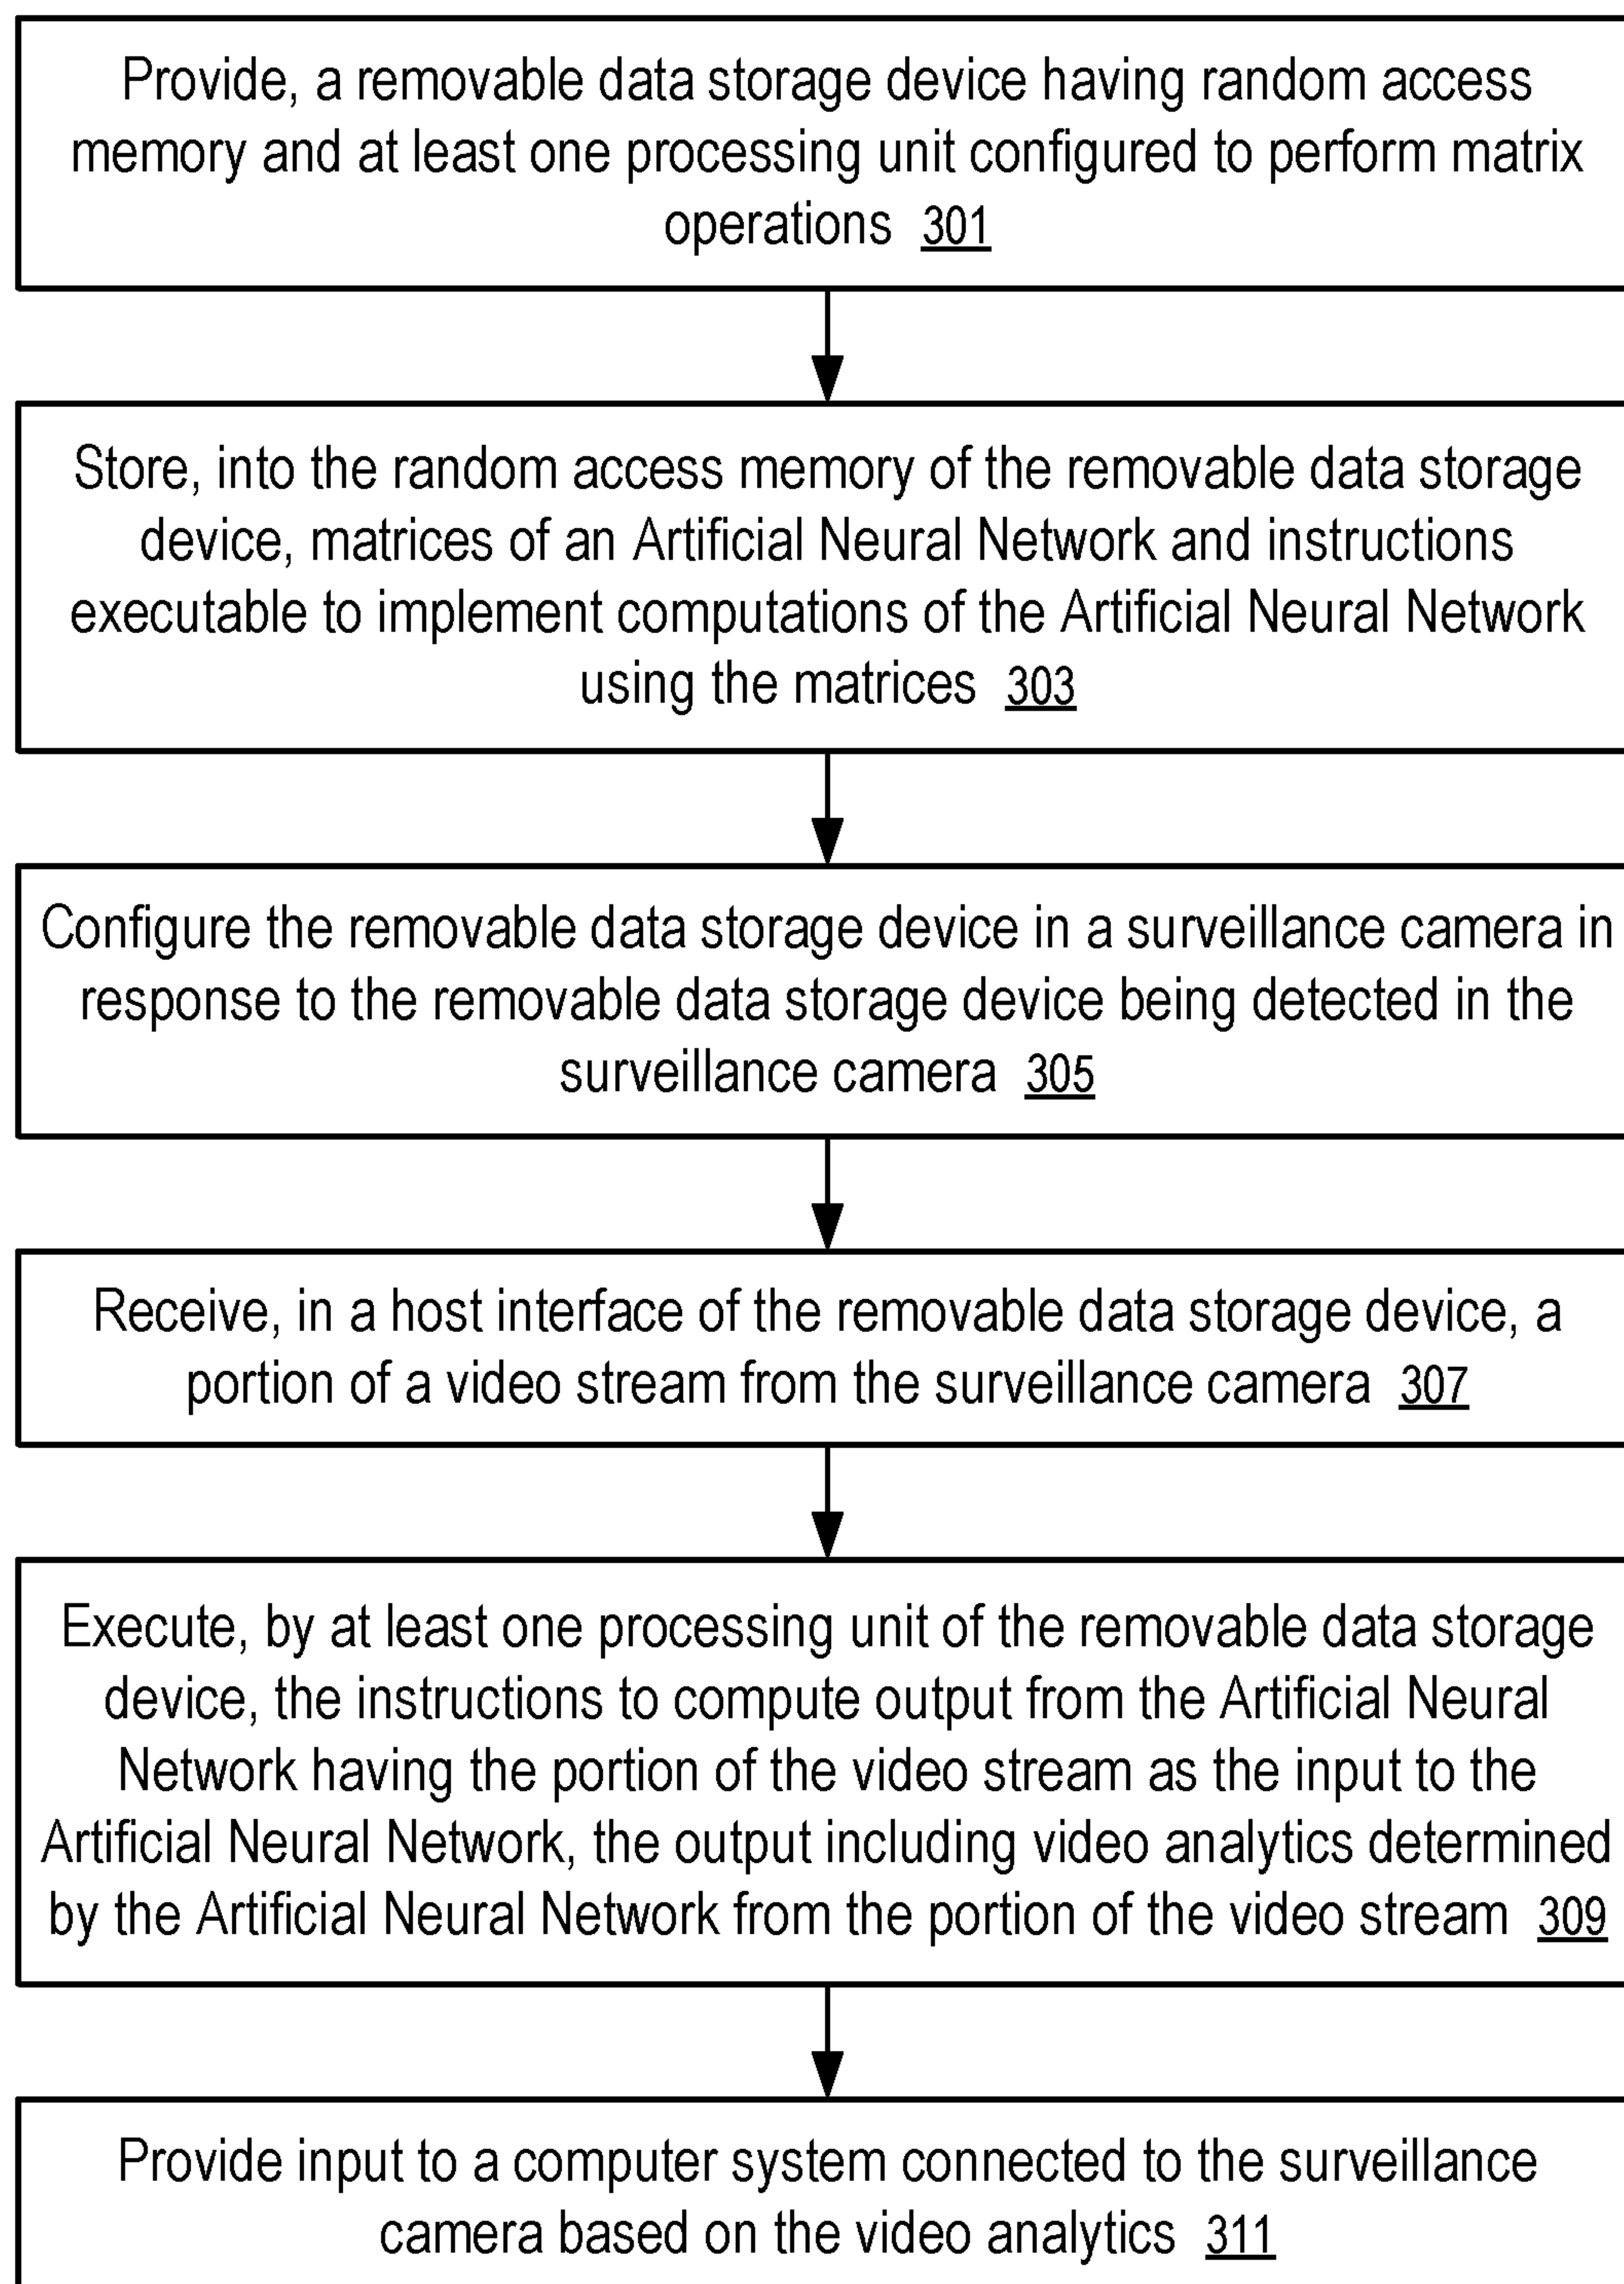 Provide, a removable data storage device having random access
memory and at least one processing unit configured to perform matrix
operations 301
Store, into the random access memory of the removable data storage
device, matrices of an Artificial Neural Network and instructions
executable to implement computations of the Artificial Neural Network
using the matrices 303
Configure the removable data storage device in a surveillance camera in
response to the removable data storage device being detected in the
surveillance camera 305
Receive, in a host interface of the removable data storage device, a
portion of a video stream from the surveillance camera 307
Execute, by at least one processing unit of the removable data storage
device, the instructions to compute output from the Artificial Neural
Network having the portion of the video stream as the input to the
Artificial Neural Network, the output including video analytics determined
by the Artificial Neural Network from the portion of the video stream 309
Provide input to a computer system connected to the surveillance
camera based on the video analytics 311